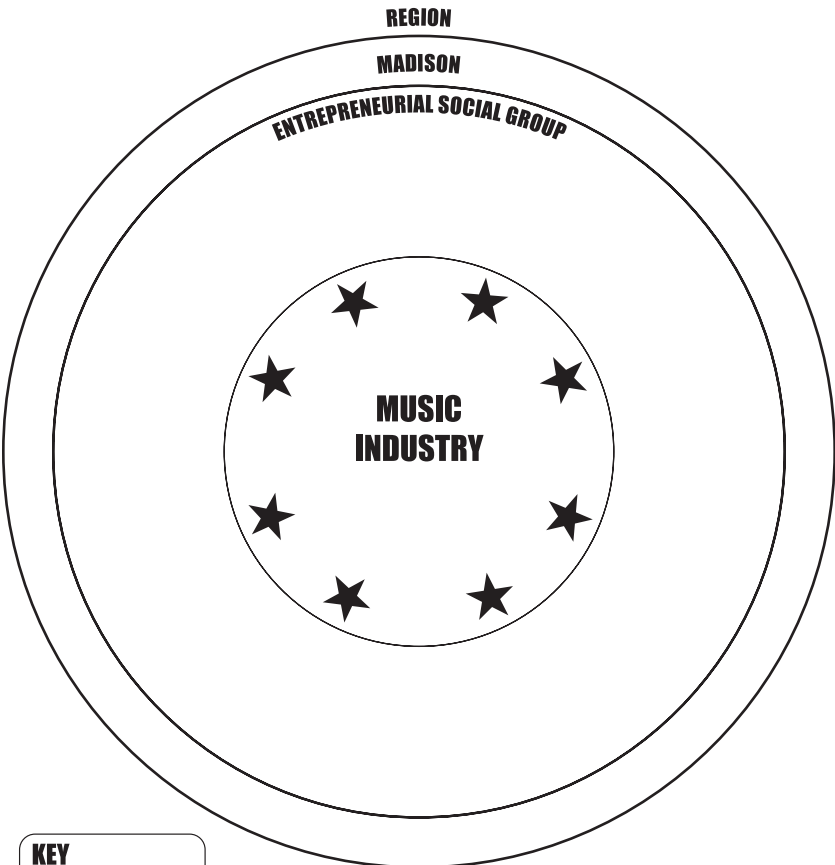 REGION
MADISON
ENTREPRENEURIAL SOCIAL GROUP
MUSIC
INDUSTRY
KEY